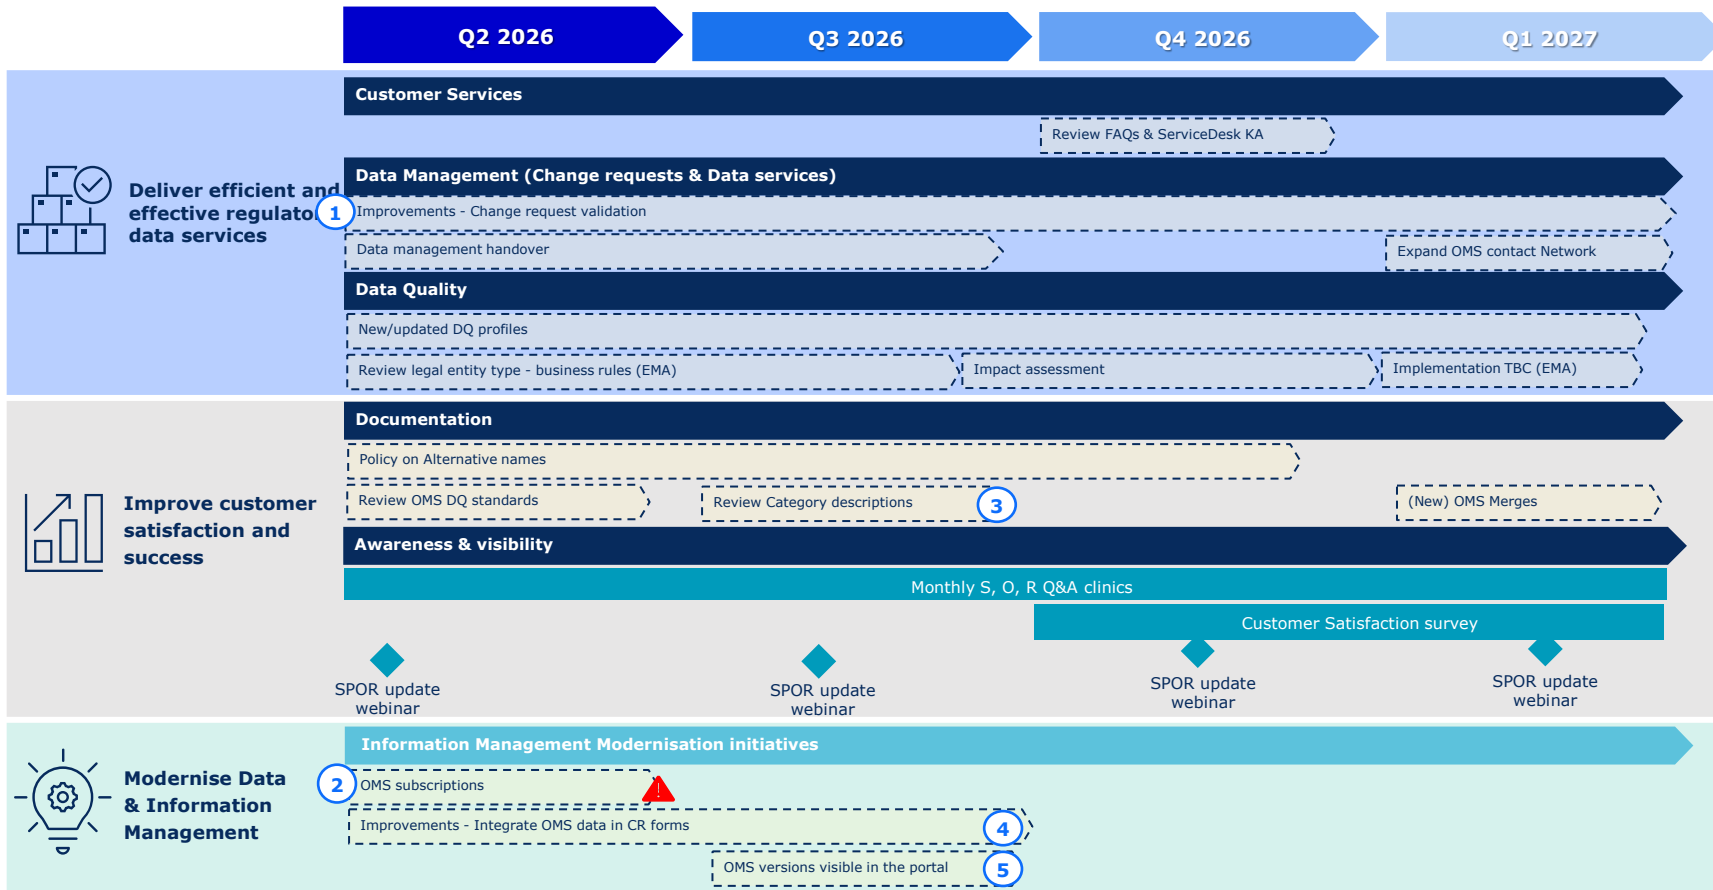 Q2 2026
Q3 2026
Q4 2026
Q1 2027
Deliver efficient and
effective regulato
data services
Customer Services
Review FAQs & ServiceDesk KA
Data Management (Change requests & Data services)
1
Improvements - Change request validation
Data management handover
Expand OMS contact Network
Data Quality
New/updated DQ profiles
Review legal entity type - business rules (EMA)
Impact assessment
Implementation TBC (EMA)
Improve customer
satisfaction and
success
Documentation
Policy on Alternative names
Review OMS DQ standards
Review Category descriptions
3
(New) OMS Merges
Awareness & visibility
Monthly S, O, R Q&A clinics
Customer Satisfaction survey
SPOR update
webinar
SPOR update
webinar
SPOR update
webinar
SPOR update
webinar
Modernise Data
& Information
Management
Information Management Modernisation initiatives
2
OMS subscriptions
!
Improvements - Integrate OMS data in CR forms
4
OMS versions visible in the portal
5